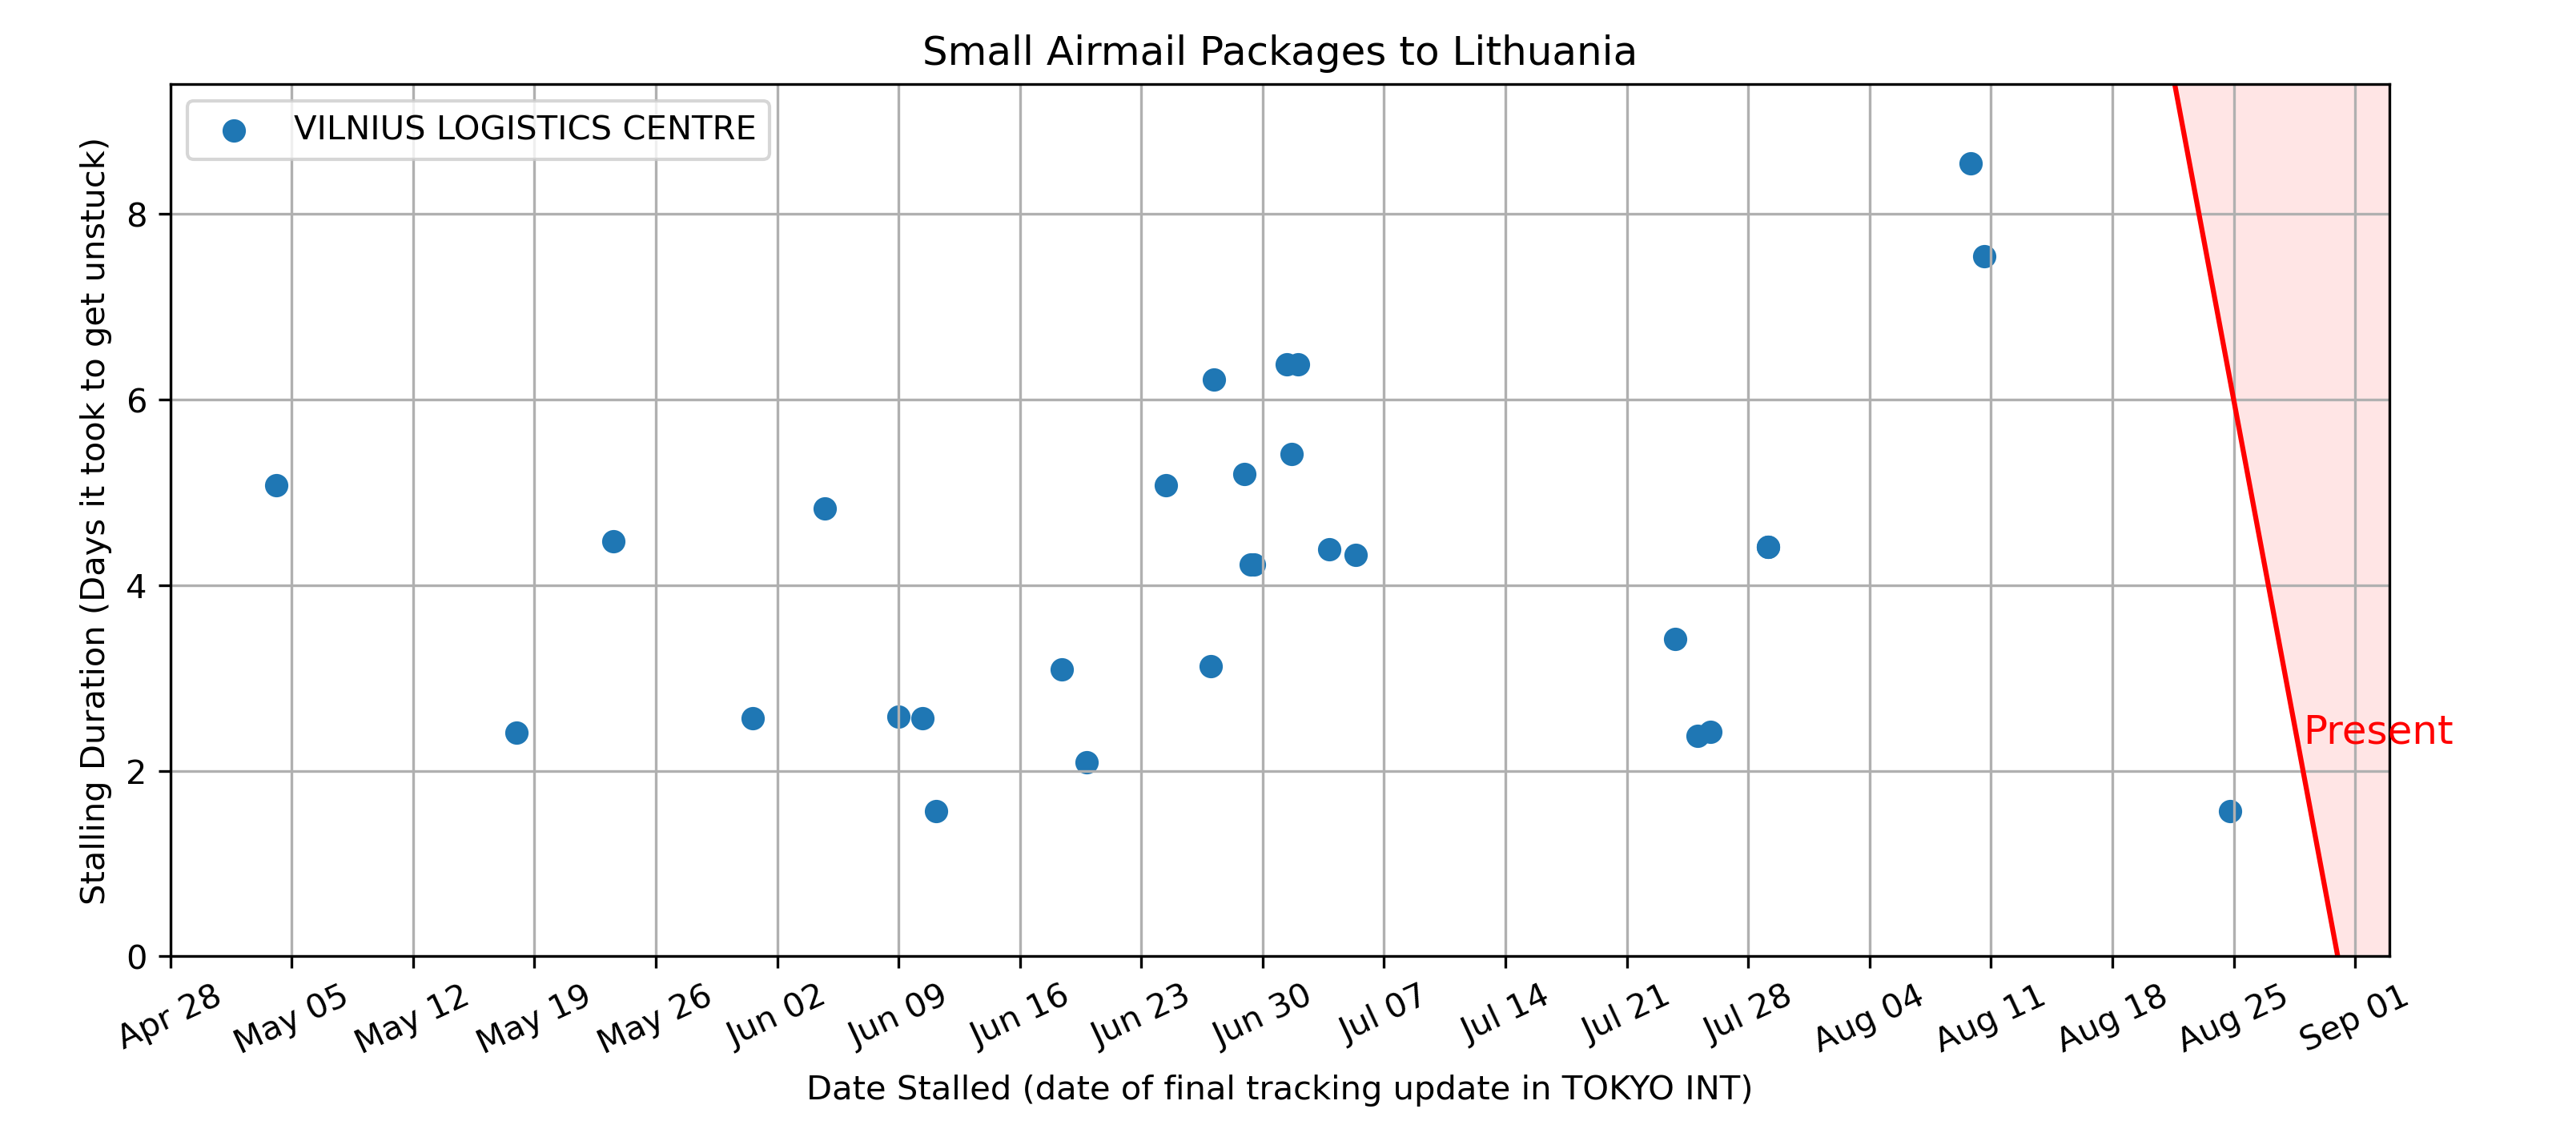 Small Airmail Packages to Lithuania
VILNIUS LOGISTICS CENTRE
Stalling Duration (Days it took to get unstuck)
8
6
4
2
0
Present
Apr 28
May 05
May 12
May 19
May 26
Jun 02
Jun 09
Jun 16
Jun 23
Jun 30
Jul 07
Jul 14
Jul 21
Jul 28
Aug 04
Aug 11
Aug 18
Aug 25
Sep 01
Date Stalled (date of final tracking update in TOKYO INT)